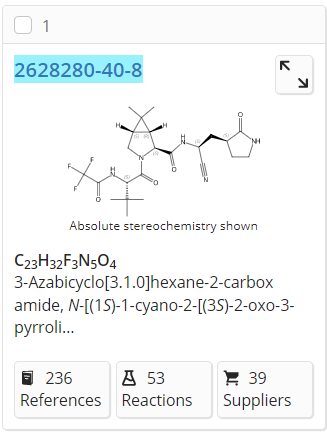 1
2628280-40-8
Absolute stereochemistry shown
C₂₃H₃₂F₃N₅O₄
3-Azabicyclo[3.1.0]hexane-2-carbox
amide, N-[(1S)-1-cyano-2-[(3S)-2-oxo-3-
pyrroli...
236
References
53
Reactions
39
Suppliers